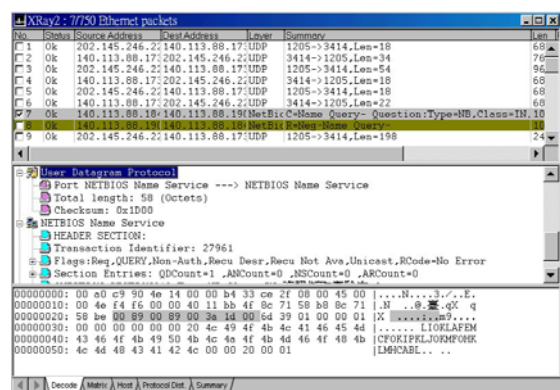 XRay2 : 7/750 Ethernet packets
No. Status Source Address Dest Address Layer Summary Len
1 Ok 202.145.246.22 140.113.88.17 UDP 1205->3414,Len=18 68
2 Ok 140.113.88.17 202.145.246.22 UDP 3414->1205,Len=34 76
3 Ok 202.145.246.22 140.113.88.17 UDP 1205->3414,Len=54 96
4 Ok 140.113.88.17 202.145.246.22 UDP 3414->1205,Len=18 68
5 Ok 202.145.246.22 140.113.88.17 UDP 1205->3414,Len=18 68
6 Ok 140.113.88.17 202.145.246.22 UDP 3414->1205,Len=22 68
7 Ok 140.113.88.18 140.113.88.190 NetBio C=Name Query- Question:Type=NB,Class=IN, 10
8 Ok 140.113.88.190 140.113.88.18 NetBio R=Neg-Name Query- 10
9 Ok 140.113.88.17 202.145.246.22 UDP 1205->3414,Len=198 24
User Datagram Protocol
Port NETBIOS Name Service ---> NETBIOS Name Service
Total length: 58 (Octets)
Checksum: 0x1D00
NETBIOS Name Service
HEADER SECTION:
Transaction Identifier: 27961
Flags:Req,QUERY,Non-Auth,Recu Desr,Recu Not Ava,Unicast,RCode=No Error
Section Entries: QDCount=1 ,ANCount=0 ,NSCount=0 ,ARCount=0
00000000: 00 a0 c9 90 4e 14 00 00 b4 33 ce 2f 08 00 45 00 |....N....3./..E.
00000010: 00 4e f4 f6 00 00 40 11 bb 4f 8c 71 58 b8 8c 71
00000020: 58 be 00 89 00 89 00 3a 1d 00 6d 39 01 00 00 01 |X ......:..m9....
00000030: 00 00 00 00 00 00 20 4c 49 4f 4b 4c 41 46 45 4d |...... LIOKLAFEM
00000040: 43 46 4f 4b 49 50 4b 4c 4a 4f 4b 4d 46 4f 48 4b |CFOKIPKLJOKMFOHK
00000050: 4c 4d 48 43 41 42 4c 00 00 20 00 01 |LMHCABL.. ..
Decode Matrix Host Protocol Dist. Summary